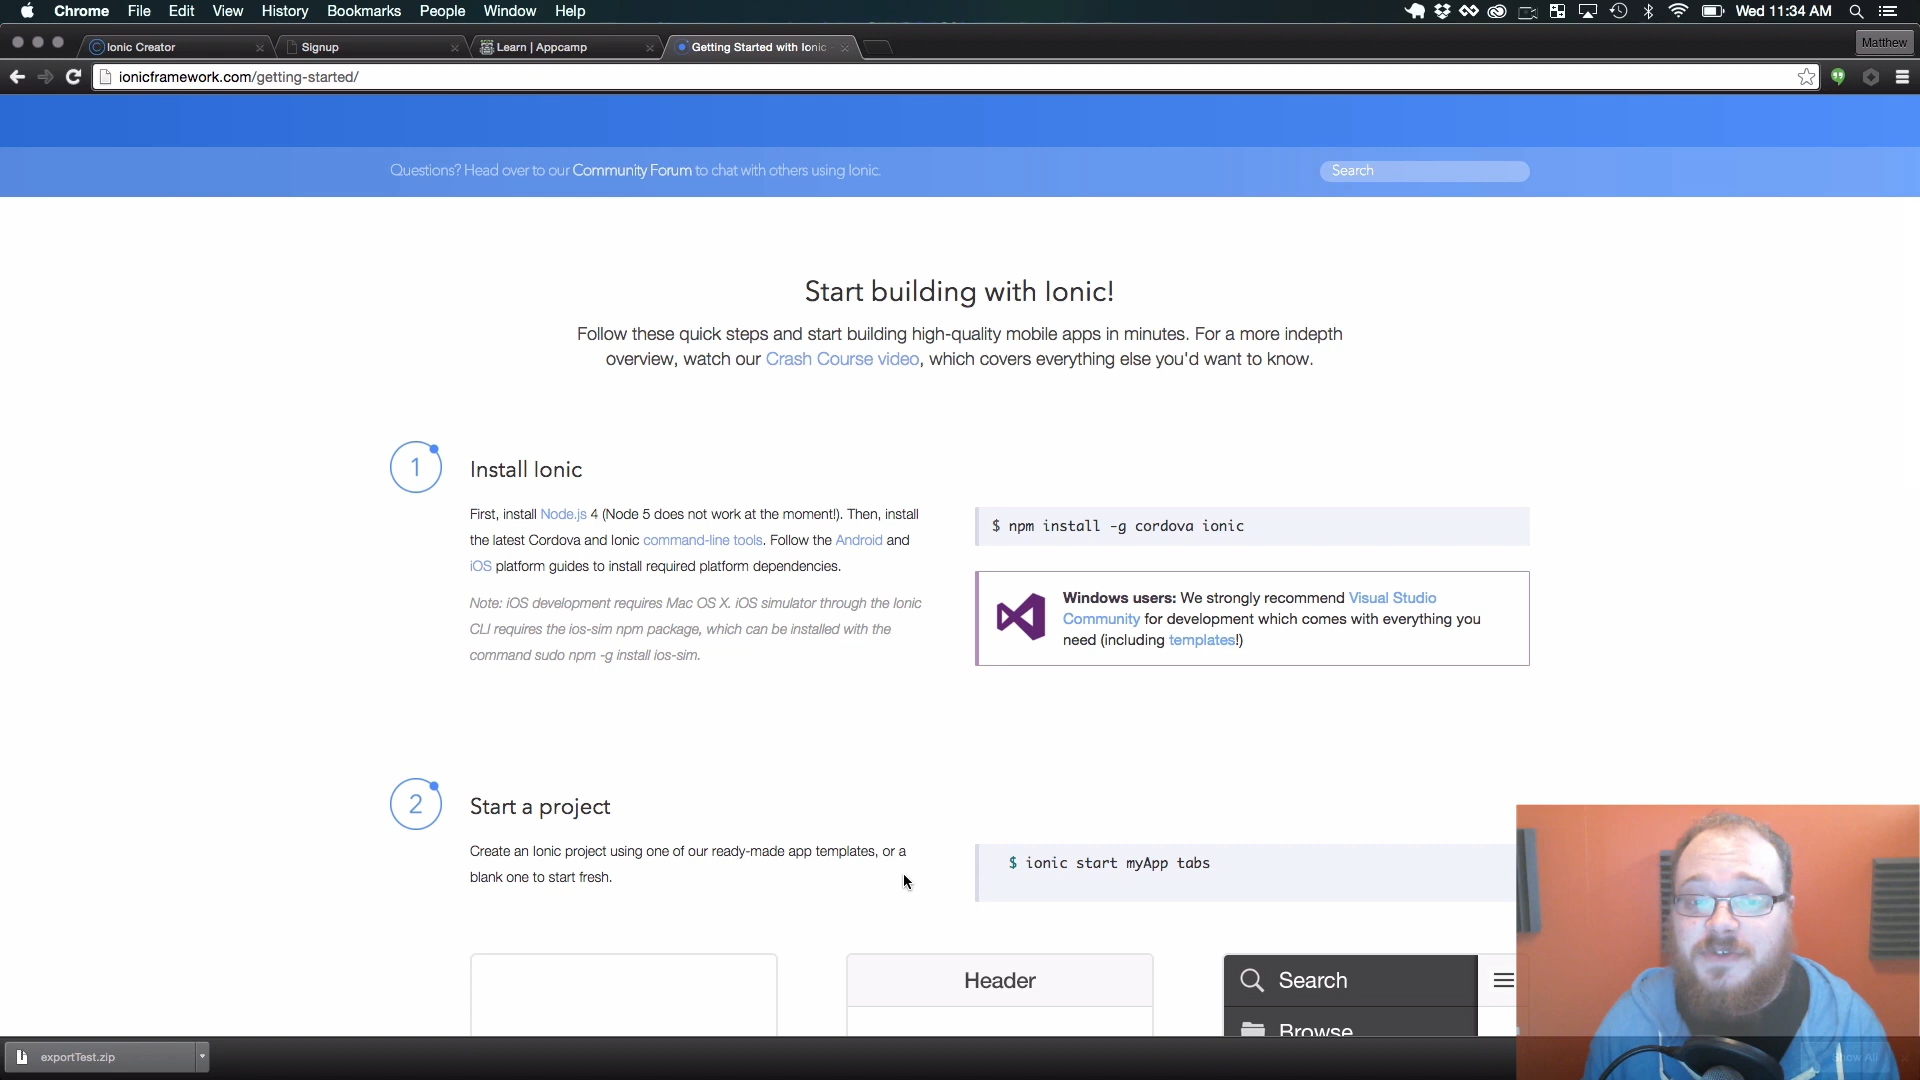 Chrome File Edit View History Bookmarks People Window Help Wed 11:34 AM
Ionic Creator Signup Learn | Appcamp Getting Started with Ionic Matthew
ionicframework.com/getting-started/
Questions? Head over to our Community Forum to chat with others using Ionic. Search
Start building with Ionic!
Follow these quick steps and start building high-quality mobile apps in minutes. For a more indepth
overview, watch our Crash Course video, which covers everything else you'd want to know.
1 Install Ionic
First, install Node.js 4 (Node 5 does not work at the moment!). Then, install
the latest Cordova and Ionic command-line tools. Follow the Android and
iOS platform guides to install required platform dependencies.
Note: iOS development requires Mac OS X. iOS simulator through the Ionic
CLI requires the ios-sim npm package, which can be installed with the
command sudo npm -g install ios-sim.
$ npm install -g cordova ionic
Windows users: We strongly recommend Visual Studio
Community for development which comes with everything you
need (including templates!)
2 Start a project
Create an Ionic project using one of our ready-made app templates, or a
blank one to start fresh.
$ ionic start myApp tabs
Header
Search
Browse
exportTest.zip
Show All